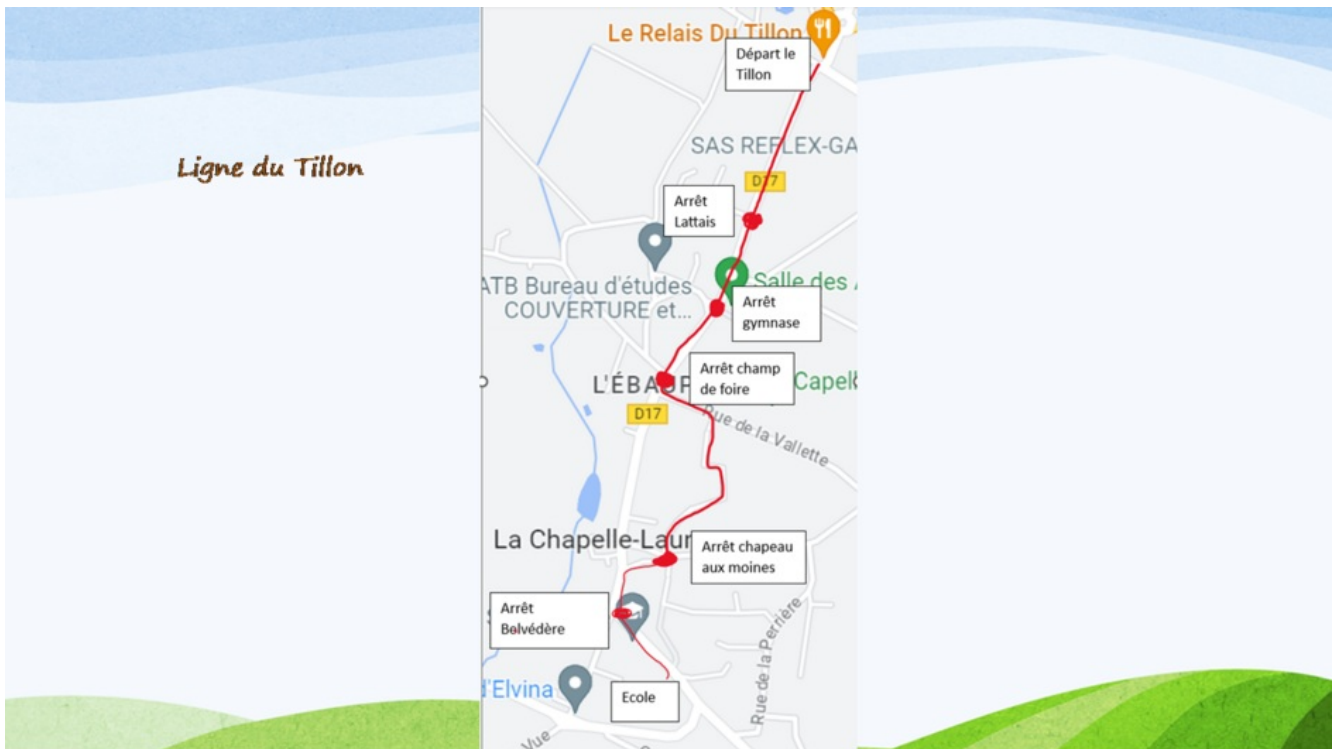 Ligne du Tillon
Le Relais Du Tillon
Départ le
Tillon
SAS REFLEX-GA
D17
Arrêt
Lattais
ATB Bureau d'études
COUVERTURE et...
Salle des
Arrêt
gymnase
Arrêt champ
de foire
L'ÉBAUP
Capell
D17
Rue de la Vallette
La Chapelle-Laur
Arrêt chapeau
aux moines
Arrêt
Belvédère
Rue de la Perrière
d'Elvina
Ecole
Vue